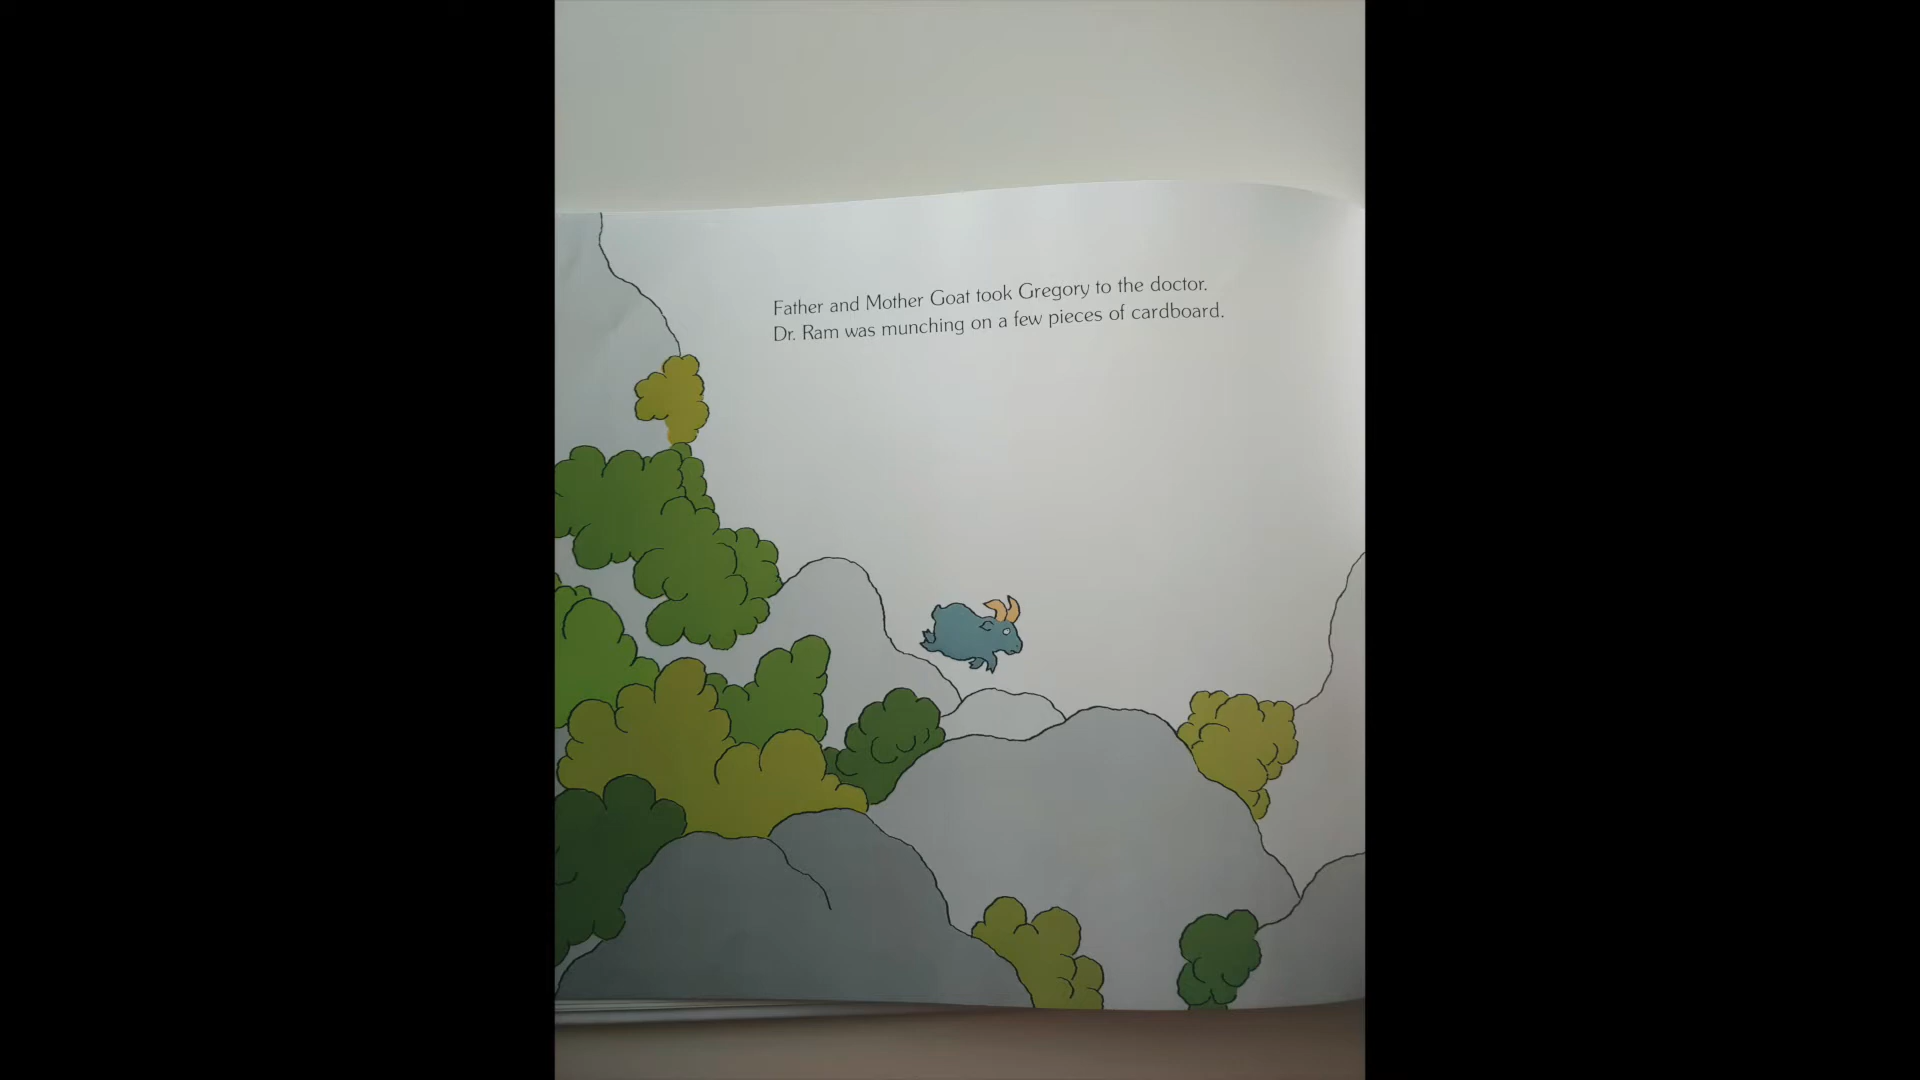 Father and Mother Goat took Gregory to the doctor.
Dr. Ram was munching on a few pieces of cardboard.